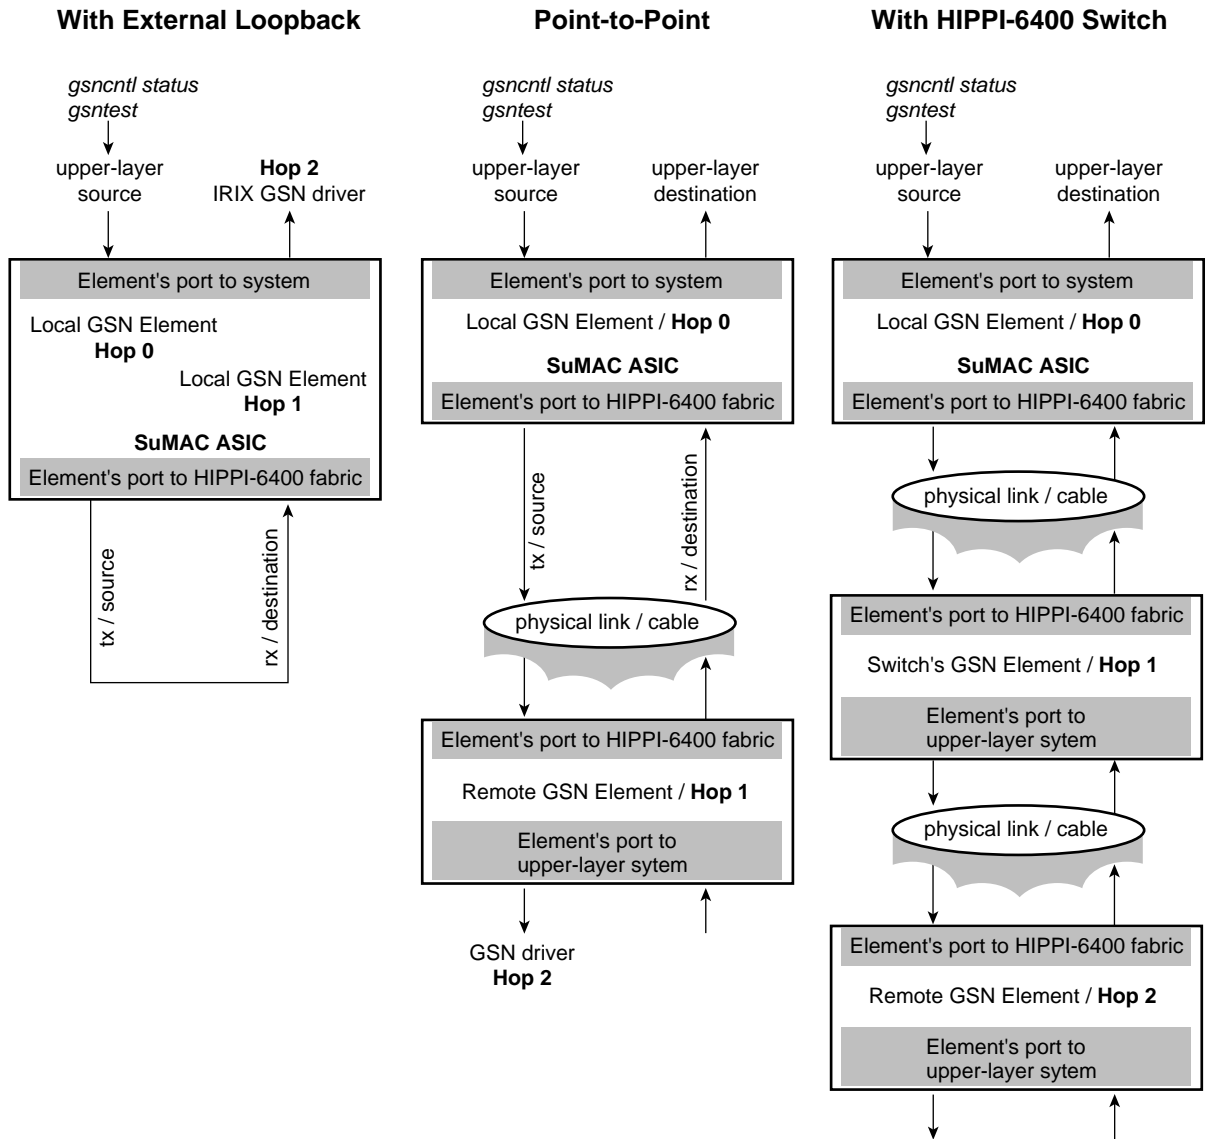 With External Loopback
gsncntl status
gsntest
upper-layer
source
Hop 2
IRIX GSN driver
Element's port to system
Local GSN Element
Hop 0
Local GSN Element
Hop 1
SuMAC ASIC
Element's port to HIPPI-6400 fabric
tx / source
rx / destination
Point-to-Point
gsncntl status
gsntest
upper-layer
source
upper-layer
destination
Element's port to system
Local GSN Element / Hop 0
SuMAC ASIC
Element's port to HIPPI-6400 fabric
tx / source
rx / destination
physical link / cable
Element's port to HIPPI-6400 fabric
Remote GSN Element / Hop 1
Element's port to
upper-layer sytem
GSN driver
Hop 2
With HIPPI-6400 Switch
gsncntl status
gsntest
upper-layer
source
upper-layer
destination
Element's port to system
Local GSN Element / Hop 0
SuMAC ASIC
Element's port to HIPPI-6400 fabric
physical link / cable
Element's port to HIPPI-6400 fabric
Switch's GSN Element / Hop 1
Element's port to
upper-layer sytem
physical link / cable
Element's port to HIPPI-6400 fabric
Remote GSN Element / Hop 2
Element's port to
upper-layer sytem